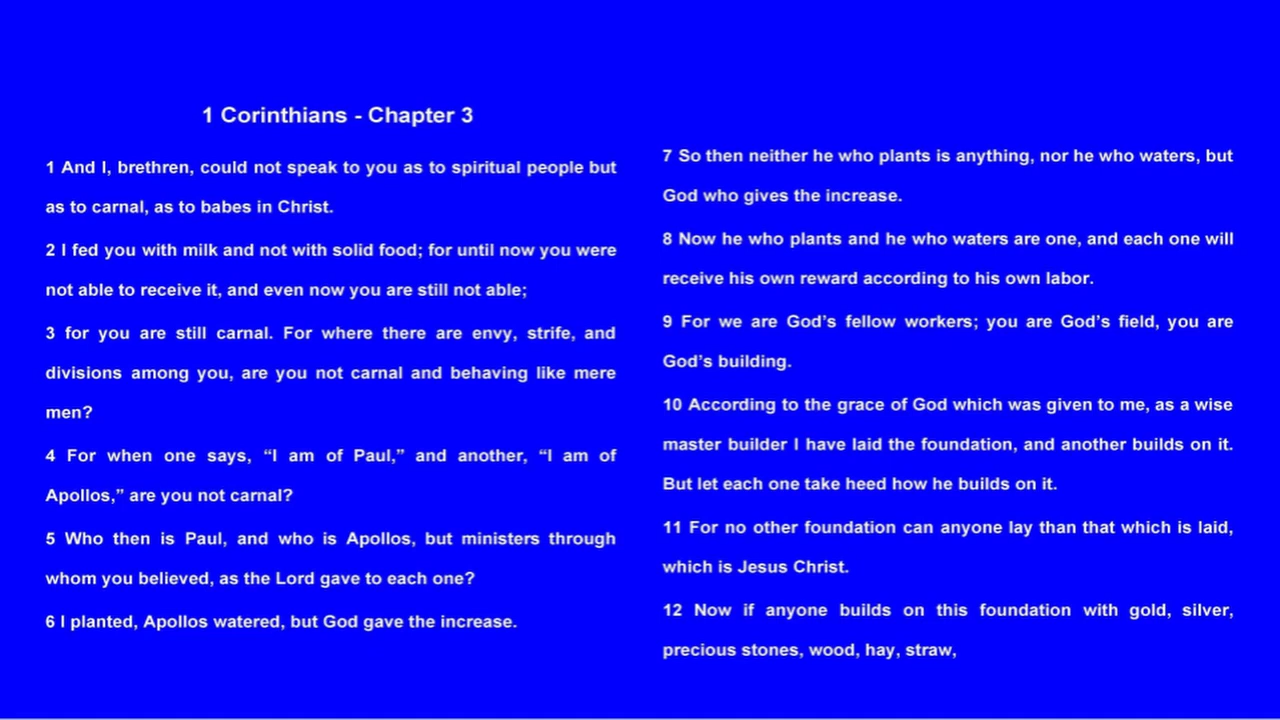 1 Corinthians - Chapter 3
1 And I, brethren, could not speak to you as to spiritual people but
as to carnal, as to babes in Christ.
2 I fed you with milk and not with solid food; for until now you were
not able to receive it, and even now you are still not able;
3 for you are still carnal. For where there are envy, strife, and
divisions among you, are you not carnal and behaving like mere
men?
4 For when one says, “I am of Paul,” and another, “I am of
Apollos,” are you not carnal?
5 Who then is Paul, and who is Apollos, but ministers through
whom you believed, as the Lord gave to each one?
6 I planted, Apollos watered, but God gave the increase.
7 So then neither he who plants is anything, nor he who waters, but
God who gives the increase.
8 Now he who plants and he who waters are one, and each one will
receive his own reward according to his own labor.
9 For we are God’s fellow workers; you are God’s field, you are
God’s building.
10 According to the grace of God which was given to me, as a wise
master builder I have laid the foundation, and another builds on it.
But let each one take heed how he builds on it.
11 For no other foundation can anyone lay than that which is laid,
which is Jesus Christ.
12 Now if anyone builds on this foundation with gold, silver,
precious stones, wood, hay, straw,